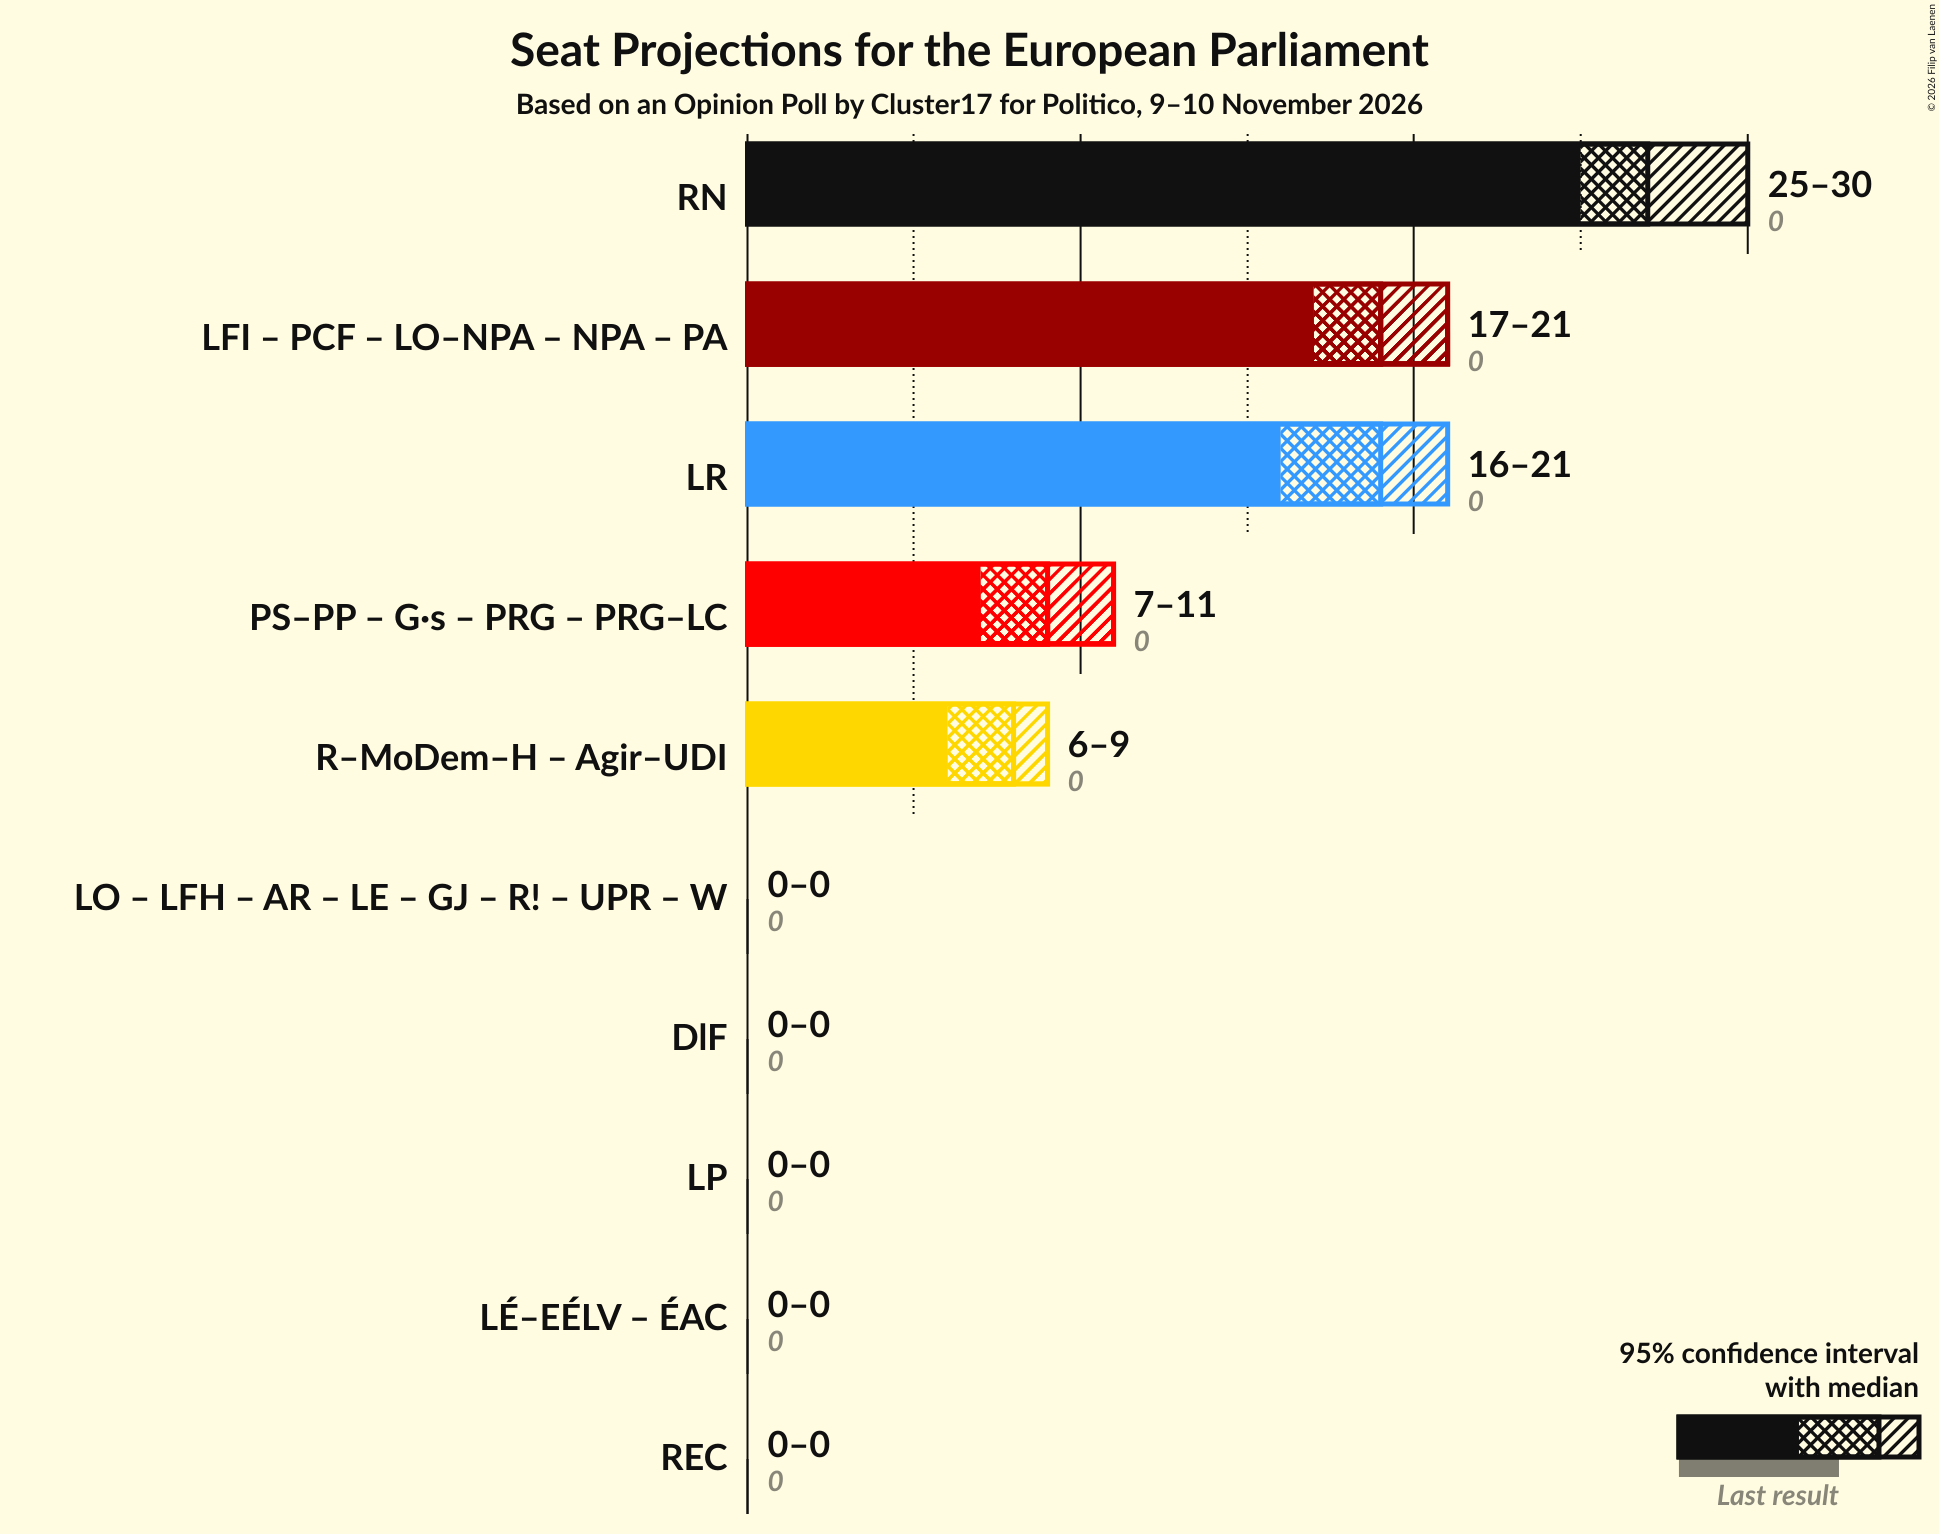 Seat Projections for the European Parliament
Based on an Opinion Poll by Cluster17 for Politico, 9–10 November 2026
© 2026 Filip van Laenen
RN
25–30
0
LFI – PCF – LO–NPA – NPA – PA
17–21
0
LR
16–21
0
PS–PP – G·s – PRG – PRG–LC
7–11
0
R–MoDem–H – Agir–UDI
6–9
0
LO – LFH – AR – LE – GJ – R! – UPR – W
0–0
0
DlF
0–0
0
LP
0–0
0
LÉ–EÉLV – ÉAC
0–0
0
REC
0–0
0
95% confidence interval
with median
Last result